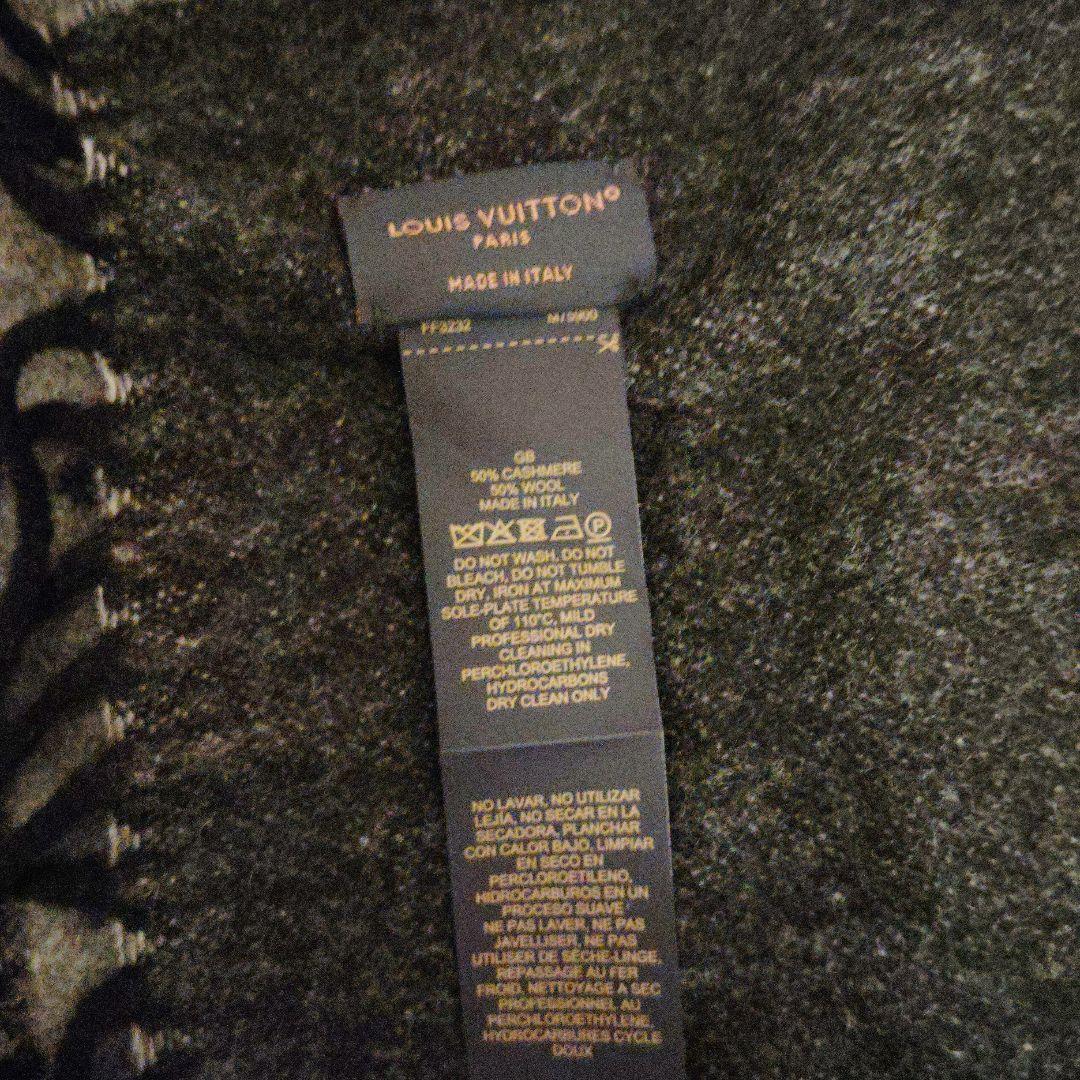 LOUIS VUITTON®
PARIS
MADE IN ITALY
FF3232
GB
50% CASHMERE
50% WOOL
MADE IN ITALY
P
DO NOT WASH, DO NOT
BLEACH, DO NOT TUMBLE
DRY, IRON AT MAXIMUM
SOLE-PLATE TEMPERATURE
OF 110°C, MILD
PROFESSIONAL DRY
CLEANING IN
PERCHLOROETHYLENE,
HYDROCARBONS
DRY CLEAN ONLY
NO LAVAR, NO UTILIZAR
LEJÍA, NO SECAR EN LA
SECADORA, PLANCHAR
CON CALOR BAJO, LIMPIAR
EN SECO EN
PERCLOROETILENO,
HIDROCARBUROS EN UN
PROCESO SUAVE
NE PAS LAVER, NE PAS
JAVELLISER, NE PAS
UTILISER DE SÈCHE-LINGE,
REPASSAGE AU FER
FROID, NETTOYAGE A SEC
PROFESSIONNEL AU
PERCHLOROETHYLENE,
HYDROCARBURES CYCLE
DOUX